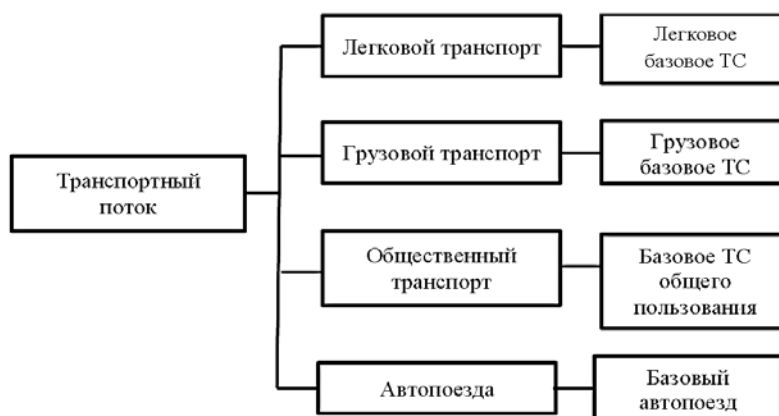 Легковой транспорт
Легковое
базовое ТС
Грузовой транспорт
Грузовое
базовое ТС
Транспортный
поток
Общественный
транспорт
Базовое ТС
общего
пользования
Автопоезда
Базовый
автопоезд